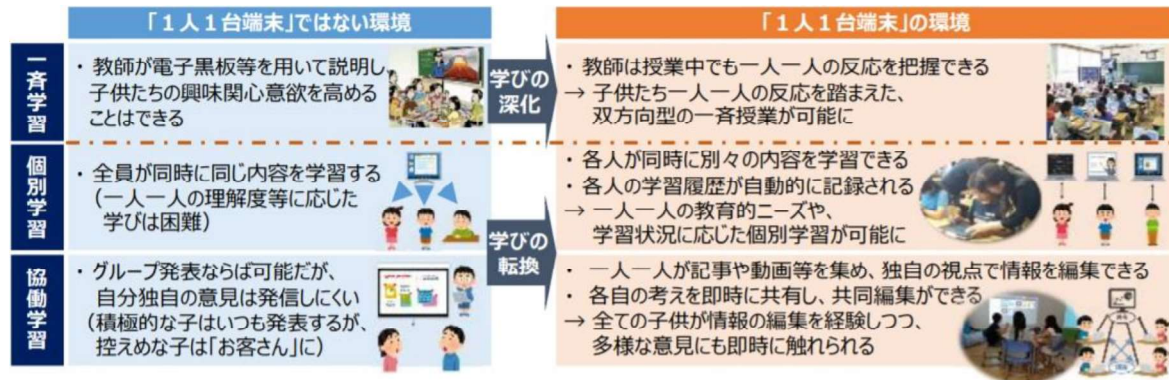 「１人１台端末」ではない環境
「１人１台端末」の環境
一斉学習
・教師が電子黒板等を用いて説明し
子供たちの興味関心意欲を高める
ことはできる
学びの
深化
・教師は授業中でも一人一人の反応を把握できる
→ 子供たち一人一人の反応を踏まえた、
双方向型の一斉授業が可能に
個別学習
・全員が同時に同じ内容を学習する
（一人一人の理解度等に応じた
学びは困難）
学びの
転換
・各人が同時に別々の内容を学習できる
・各人の学習履歴が自動的に記録される
→ 一人一人の教育的ニーズや、
学習状況に応じた個別学習が可能に
協働学習
・グループ発表ならば可能だが、
自分独自の意見は発信しにくい
（積極的な子はいつも発表するが、
控えめな子は「お客さん」に）
・一人一人が記事や動画等を集め、独自の視点で情報を編集できる
・各自の考えを即時に共有し、共同編集ができる
→ 全ての子供が情報の編集を経験しつつ、
多様な意見にも即時に触れられる